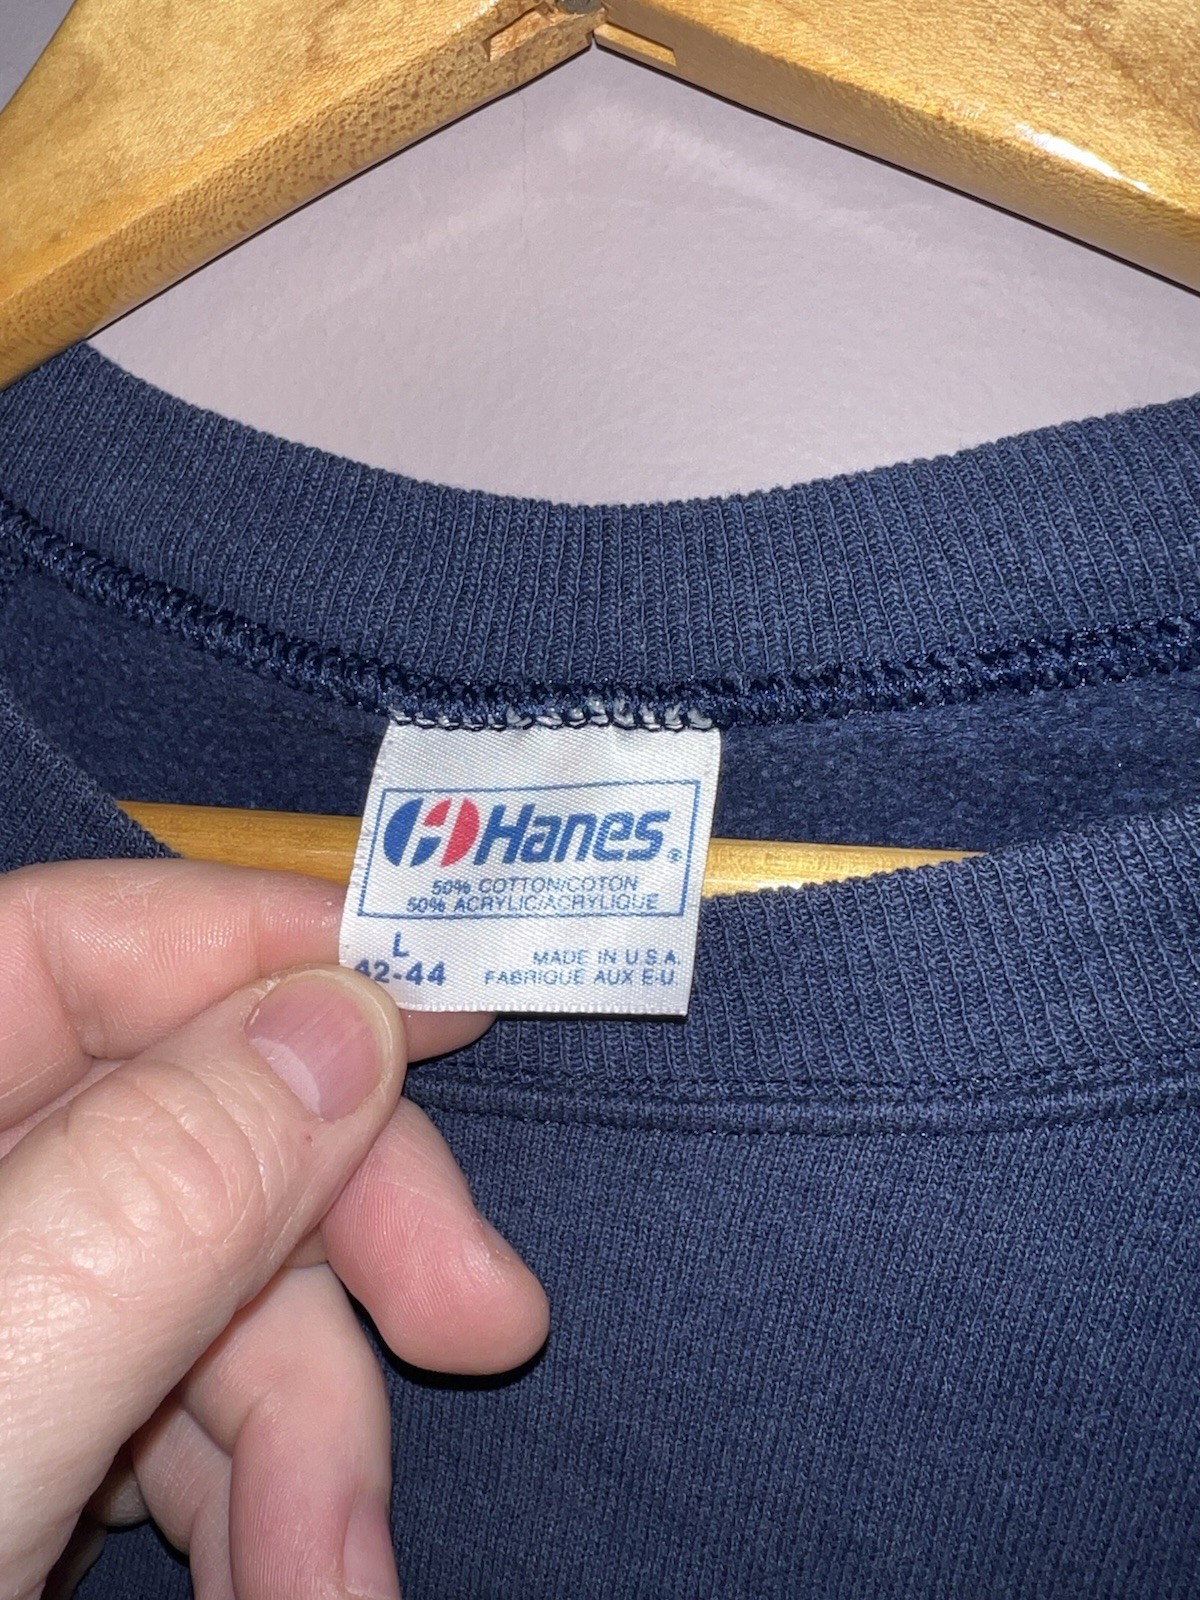 Hanes®
50% COTTON/COTON
50% ACRYLIC/ACRYLIQUE
L
42-44
MADE IN U.S.A.
FABRIQUE AUX E-U.